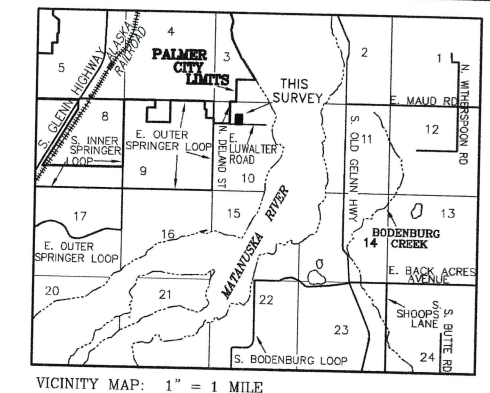 4
3
2
1
5
S. GLENN HIGHWAY
ALASKA
RAILROAD
PALMER
CITY
LIMITS
THIS
SURVEY
N. WITHERSPOON RD
E. MAUD RD
8
S. INNER
SPRINGER
LOOP
E. OUTER
SPRINGER LOOP
9
N. DELAND ST.
E.
LUWALTER
ROAD
10
S. OLD GELNN HWY
11
12
17
16
15
MATANUSKA RIVER
14
BODENBURG
CREEK
13
E. OUTER
SPRINGER LOOP
E. BACK ACRES
AVENUE
20
21
22
23
S.
SHOOPS
LANE
24
S. BUTTE RD
S. BODENBURG LOOP
VICINITY MAP: 1" = 1 MILE